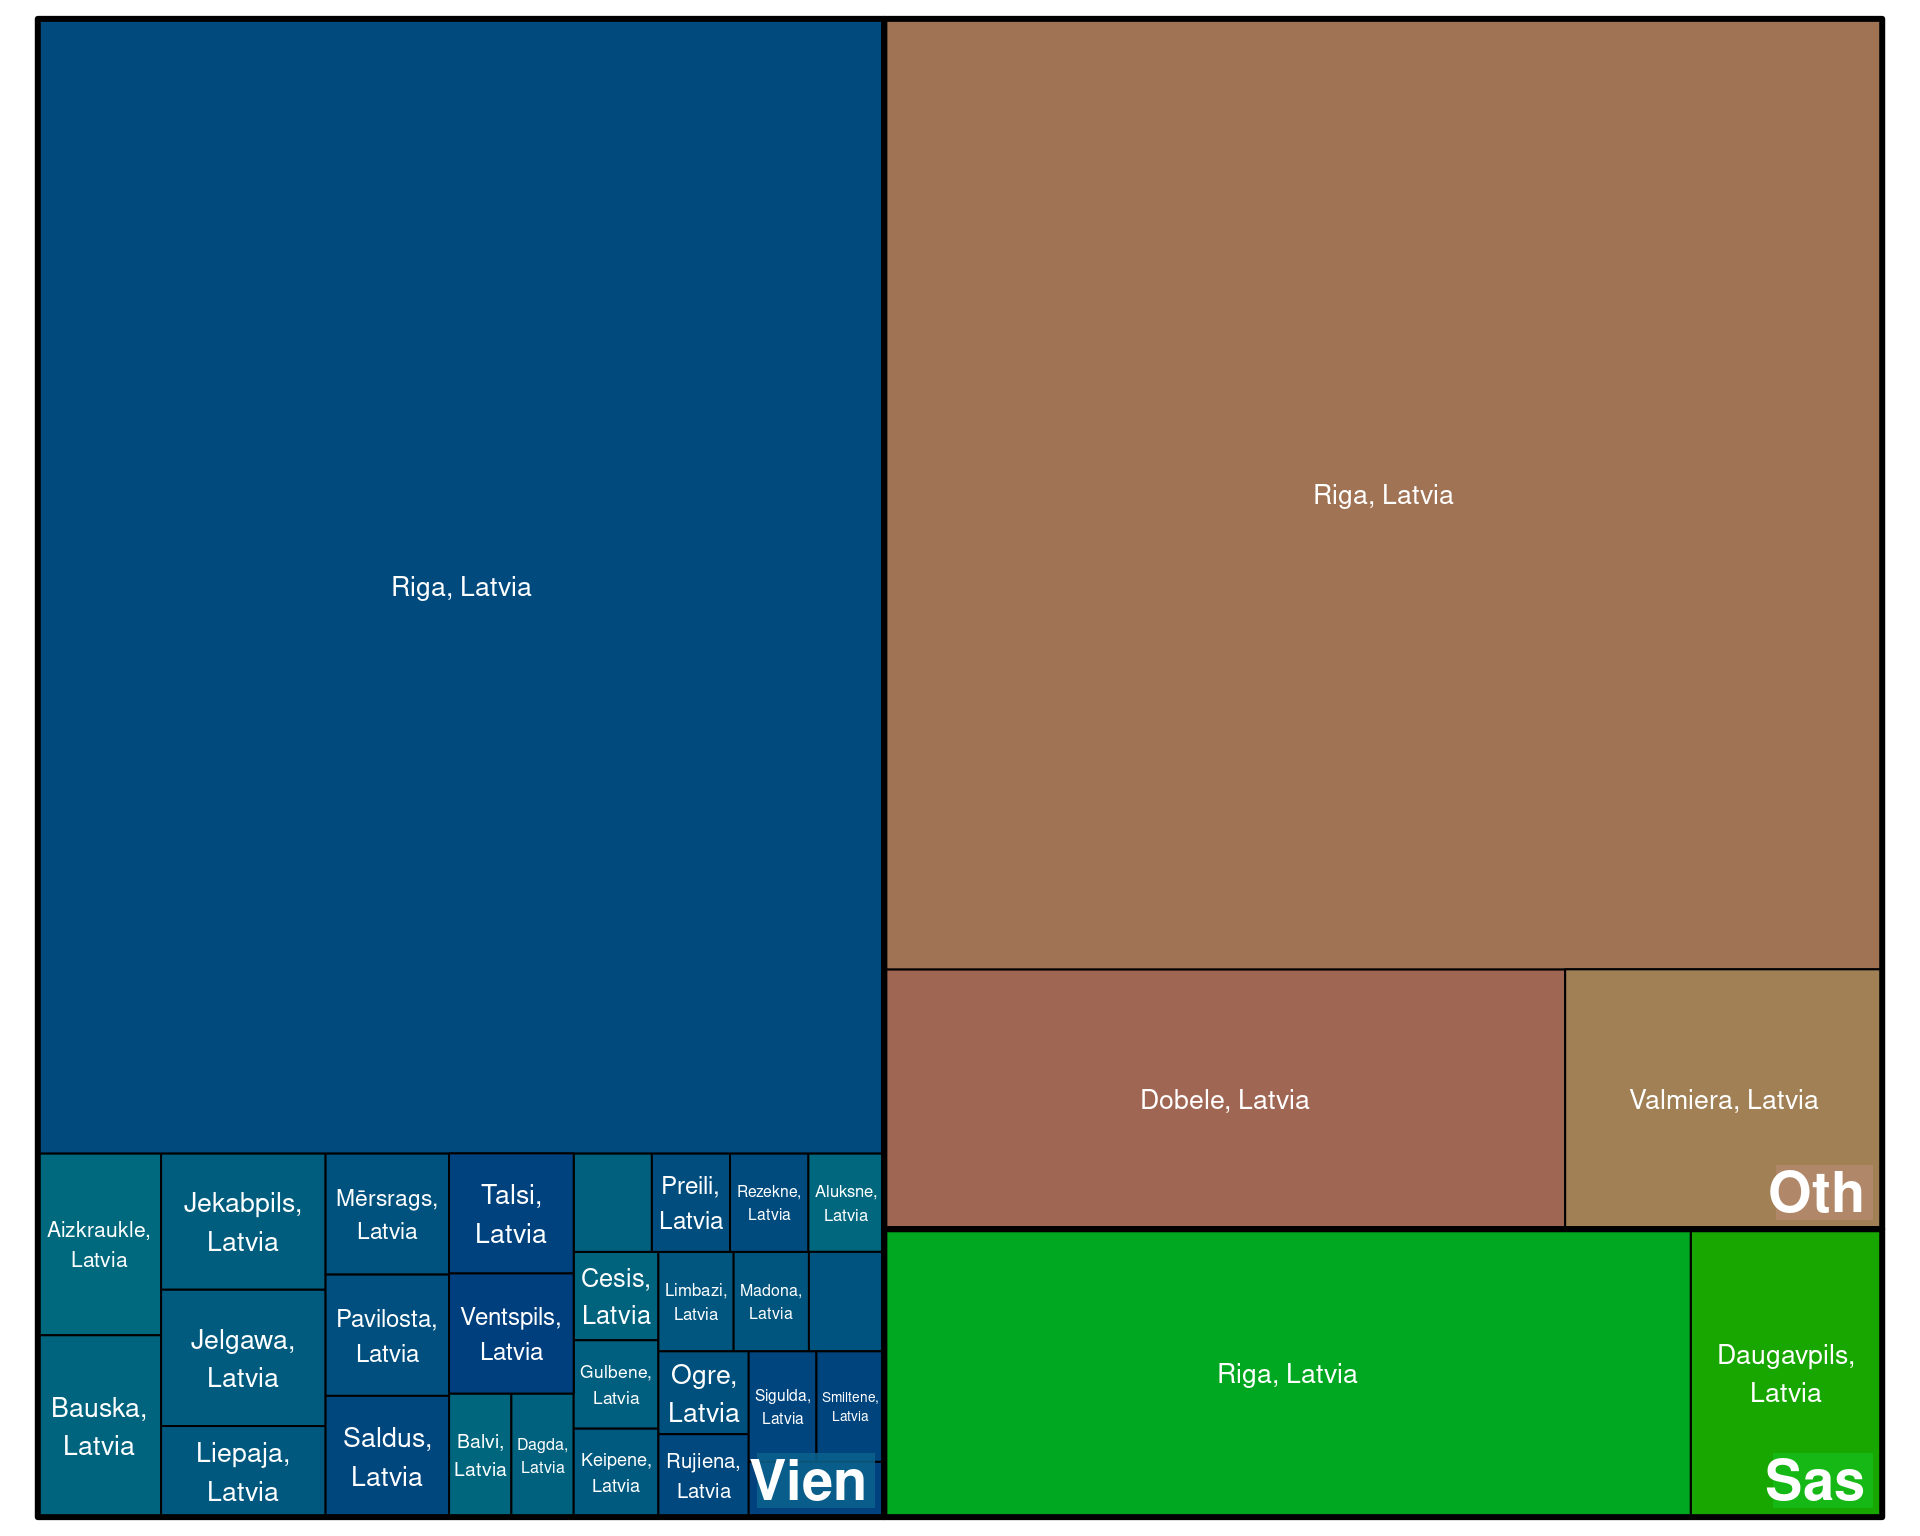 Riga, Latvia
Aizkraukle,
Latvia
Bauska,
Latvia
Jekabpils,
Latvia
Jelgawa,
Latvia
Liepaja,
Latvia
Mērsrags,
Latvia
Pavilosta,
Latvia
Saldus,
Latvia
Talsi,
Latvia
Ventspils,
Latvia
Balvi,
Latvia
Dagda,
Latvia
Preili,
Latvia
Rezekne,
Latvia
Aluksne,
Latvia
Cesis,
Latvia
Limbazi,
Latvia
Madona,
Latvia
Gulbene,
Latvia
Keipene,
Latvia
Ogre,
Latvia
Rujiena,
Latvia
Sigulda,
Latvia
Smiltene,
Latvia
Vien
Riga, Latvia
Dobele, Latvia
Valmiera, Latvia
Oth
Riga, Latvia
Daugavpils,
Latvia
Sas